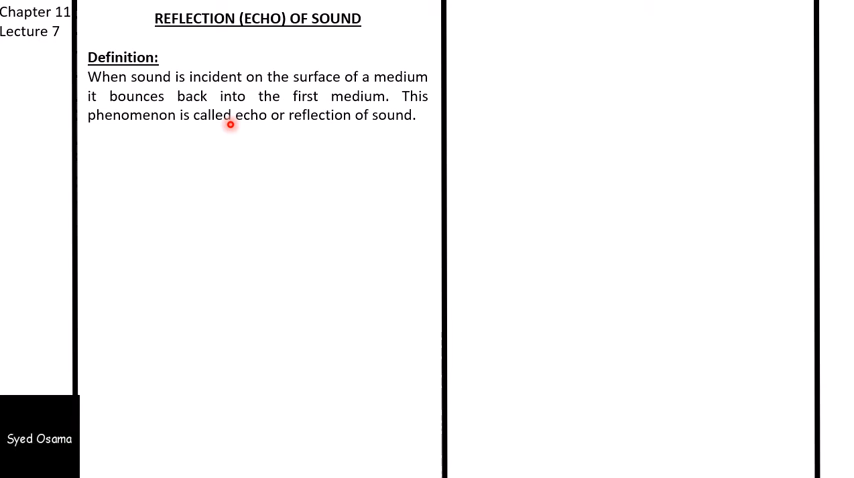 Chapter 11
Lecture 7
REFLECTION (ECHO) OF SOUND
Definition:
When sound is incident on the surface of a medium
it bounces back into the first medium. This
phenomenon is called echo or reflection of sound.
Syed Osama